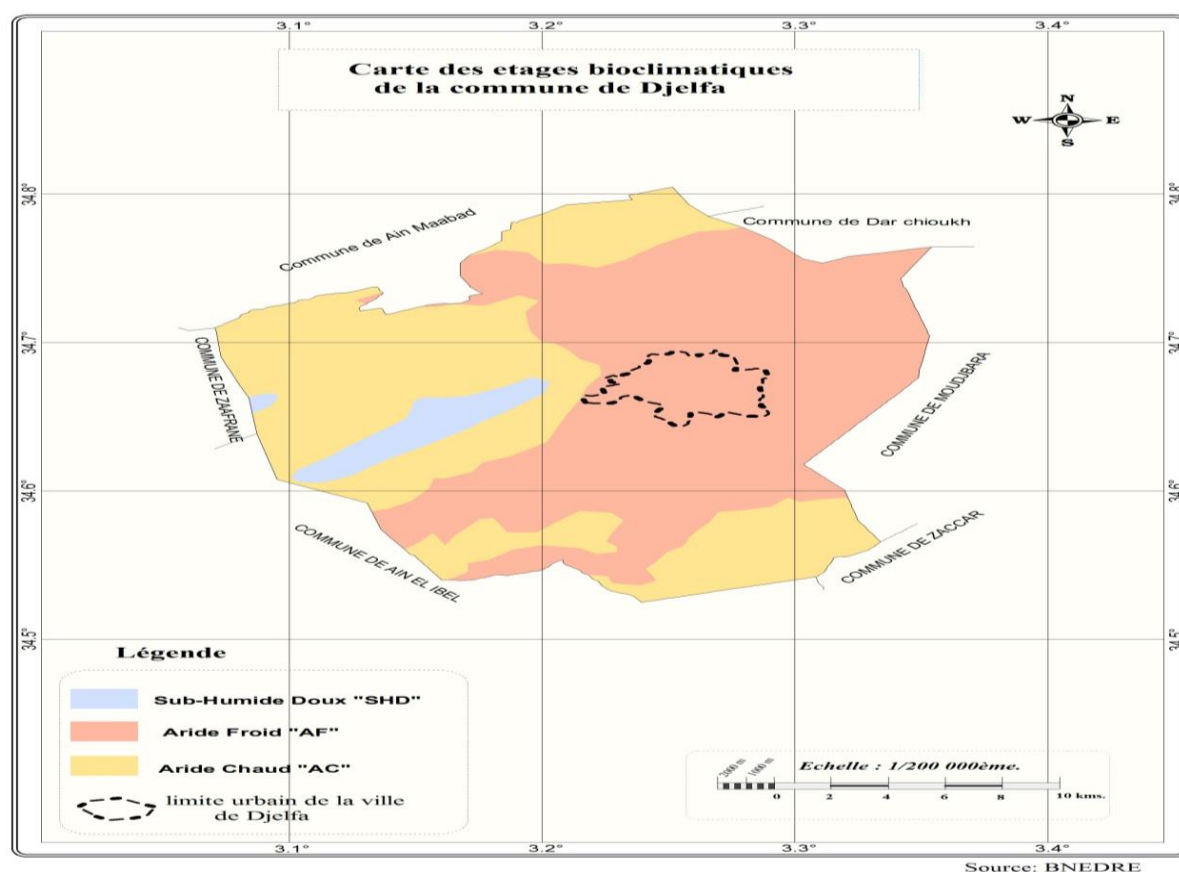 3.1° 3.2° 3.3° 3.4°
Carte des etages bioclimatiques
de la commune de Djelfa
N
W E
S
34.8° 34.8°
Commune de Ain Maabad
Commune de Dar chioukh
34.7° 34.7°
COMMUNE DE ZAAFRANE
COMMUNE DE MOUDJBARA
34.6° 34.6°
COMMUNE DE AIN EL IBEL
COMMUNE DE ZACCAR
34.5° 34.5°
Légende
Sub-Humide Doux "SHD"
Aride Froid "AF"
Aride Chaud "AC"
limite urbain de la ville
de Djelfa
2000 m 1000 m
Echelle : 1/200 000ème.
0 2 4 6 8 10 kms.
3.1° 3.2° 3.3° 3.4°
Source: BNEDRE